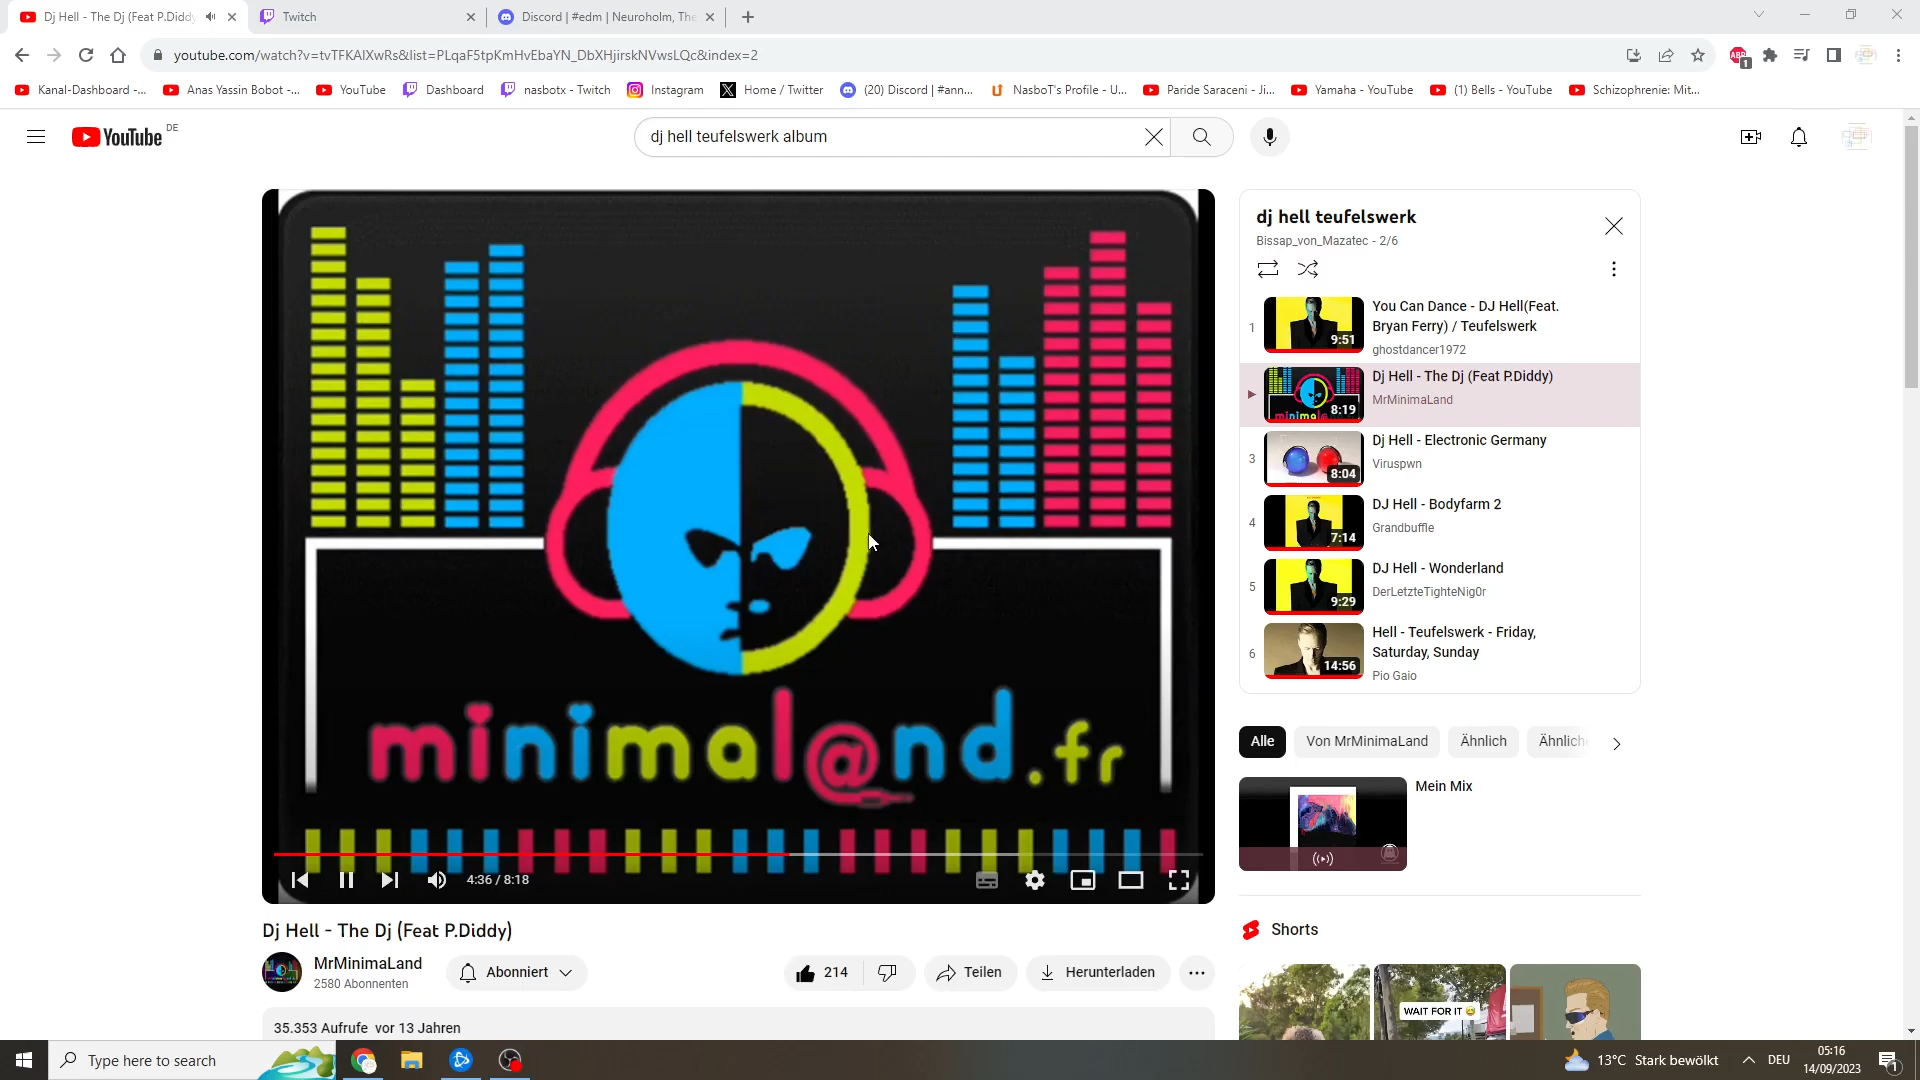 Dj Hell - The Dj (Feat P.Diddy
Twitch
Discord | #edm | Neuroholm, The
youtube.com/watch?v=tvTFKAlXwRs&list=PLqaF5tpKmHvEbaYN_DbXHjirskNVwsLQc&index=2
ABP
1
Kanal-Dashboard -...
Anas Yassin Bobot -...
YouTube
Dashboard
nasbotx - Twitch
Instagram
Home / Twitter
(20) Discord | #ann...
NasboT's Profile - U...
Paride Saraceni - Ji...
Yamaha - YouTube
(1) Bells - YouTube
Schizophrenie: Mit...
YouTube DE
dj hell teufelswerk album
minimal@nd.fr
4:36 / 8:18
dj hell teufelswerk
Bissap_von_Mazatec - 2/6
1
9:51
You Can Dance - DJ Hell(Feat.
Bryan Ferry) / Teufelswerk
ghostdancer1972
8:19
Dj Hell - The Dj (Feat P.Diddy)
MrMinimaLand
3
8:04
Dj Hell - Electronic Germany
Viruspwn
4
7:14
DJ Hell - Bodyfarm 2
Grandbuffle
5
9:29
DJ Hell - Wonderland
DerLetzteTighteNig0r
6
14:56
Hell - Teufelswerk - Friday,
Saturday, Sunday
Pio Gaio
Alle
Von MrMinimaLand
Ähnlich
Ähnliche
Mein Mix
Shorts
WAIT FOR IT
Dj Hell - The Dj (Feat P.Diddy)
MrMinimaLand
2580 Abonnenten
Abonniert
214
Teilen
Herunterladen
35.353 Aufrufe vor 13 Jahren
Type here to search
13°C Stark bewölkt
DEU
05:16
14/09/2023
1